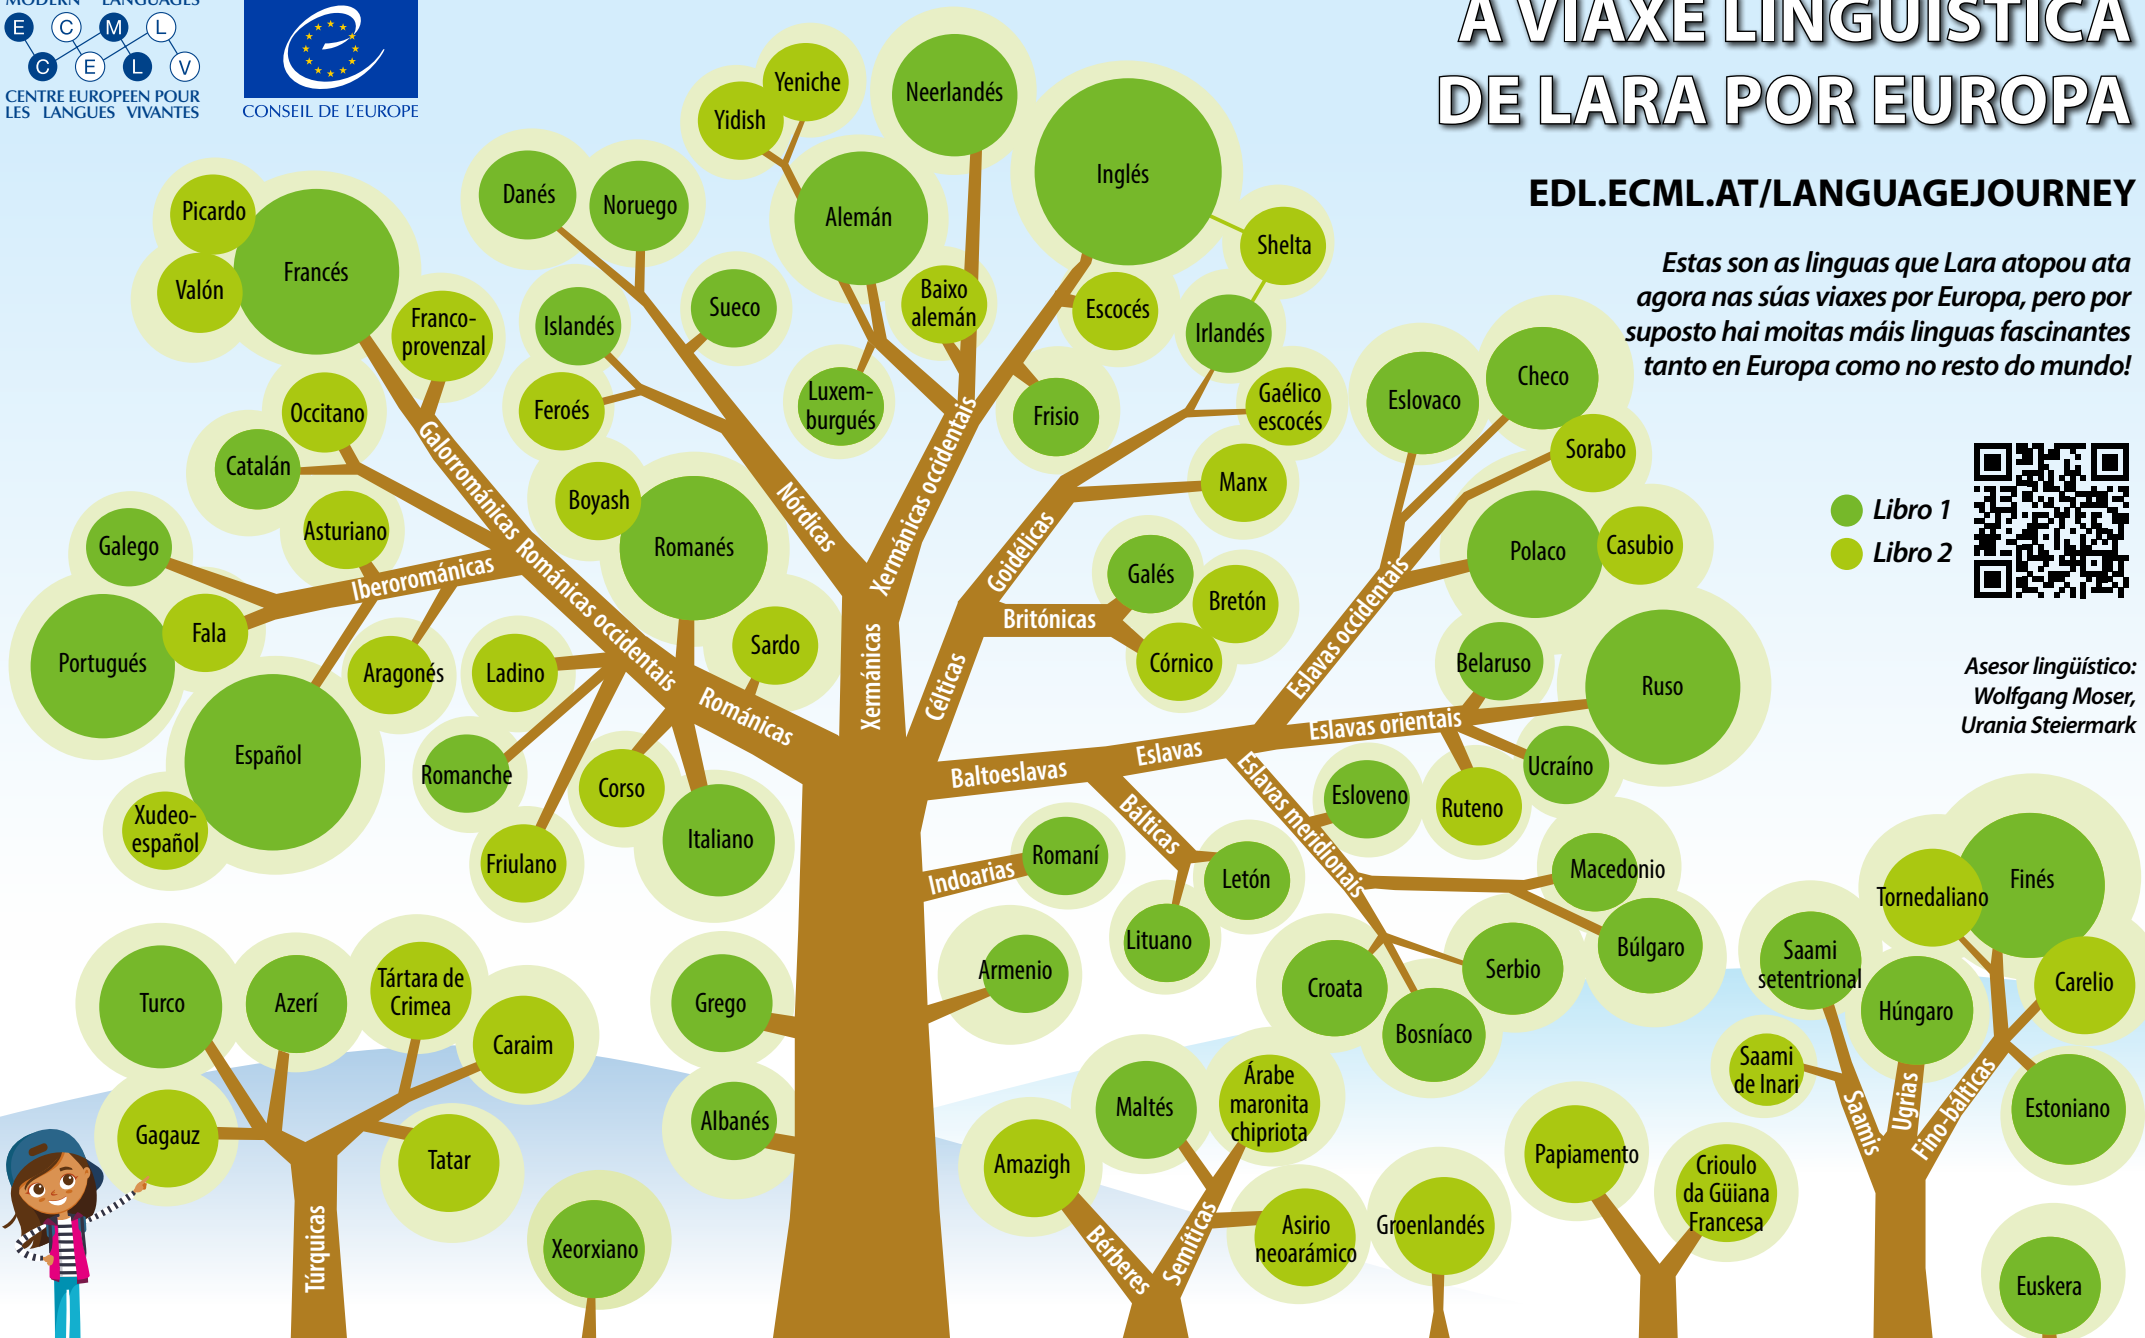 MODERN LANGUAGES
E C M L
C E L V
CENTRE EUROPEEN POUR
LES LANGUES VIVANTES
CONSEIL DE L'EUROPE
A VIAXE LINGÜÍSTICA
DE LARA POR EUROPA
EDL.ECML.AT/LANGUAGEJOURNEY
Estas son as linguas que Lara atopou ata
agora nas súas viaxes por Europa, pero por
suposto hai moitas máis linguas fascinantes
tanto en Europa como no resto do mundo!
Libro 1
Libro 2
Asesor lingüístico:
Wolfgang Moser,
Urania Steiermark
Picardo
Valón
Francés
Franco-
provenzal
Occitano
Catalán
Asturiano
Galego
Portugués
Fala
Español
Xudeo-
español
Aragonés
Ladino
Romanche
Friulano
Corso
Italiano
Sardo
Boyash
Romanés
Galorrománicas
Iberorrománicas
Románicas occidentais
Románicas
Danés
Noruego
Islandés
Sueco
Feroés
Nórdicas
Yidish
Yeniche
Alemán
Luxem-
burgués
Baixo
alemán
Neerlandés
Inglés
Escocés
Frisio
Xermánicas occidentais
Xermánicas
Shelta
Irlandés
Gaélico
escocés
Manx
Goidélicas
Galés
Bretón
Córnico
Británicas
Célticas
Eslovaco
Checo
Sorabo
Polaco
Casubio
Eslavas occidentais
Belaruso
Ruso
Ucraíno
Ruteno
Eslavas orientais
Eslavas
Baltoeslavas
Bálticas
Letón
Lituano
Eslavas meridionais
Esloveno
Macedonio
Búlgaro
Serbio
Bosníaco
Croata
Indoarias
Romaní
Armenio
Grego
Albanés
Turco
Azerí
Tártara de
Crimea
Caraim
Gagauz
Tatar
Túrquicas
Xeorxiano
Amazigh
Maltés
Árabe
maronita
chipriota
Asirio
neoarámico
Bérberes
Semíticas
Groenlandés
Papiamento
Crioulo
da Güiana
Francesa
Tornedaliano
Finés
Carelio
Estoniano
Saami
setentrional
Saami
de Inari
Húngaro
Saamis
Ugrias
Fino-bálticas
Euskera